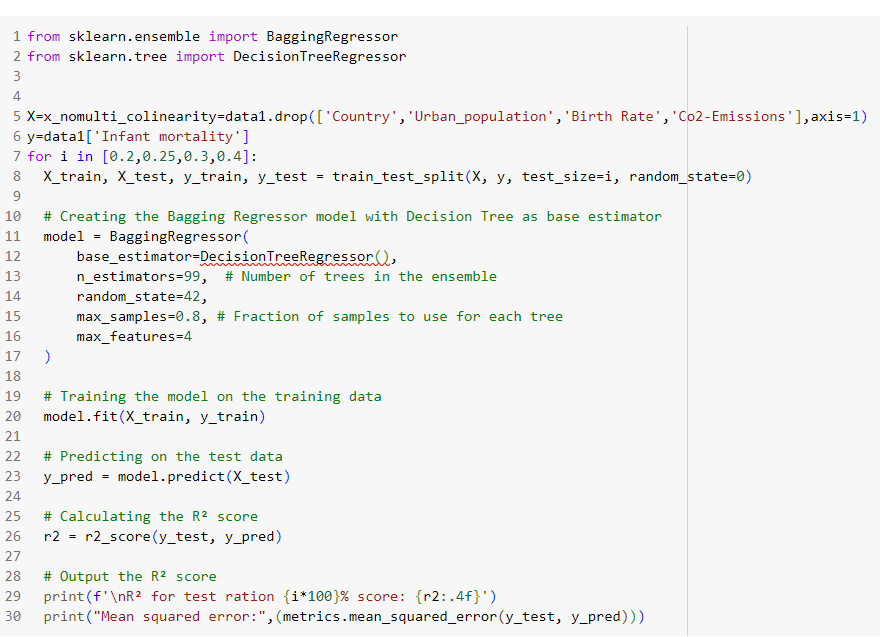 1 from sklearn.ensemble import BaggingRegressor
2 from sklearn.tree import DecisionTreeRegressor
3
4
5 X=x_nomulti_colinearity=data1.drop(['Country','Urban_population','Birth Rate','Co2-Emissions'],axis=1)
6 y=data1['Infant mortality']
7 for i in [0.2,0.25,0.3,0.4]:
8   X_train, X_test, y_train, y_test = train_test_split(X, y, test_size=i, random_state=0)
9
10   # Creating the Bagging Regressor model with Decision Tree as base estimator
11   model = BaggingRegressor(
12       base_estimator=DecisionTreeRegressor(),
13       n_estimators=99,  # Number of trees in the ensemble
14       random_state=42,
15       max_samples=0.8, # Fraction of samples to use for each tree
16       max_features=4
17   )
18
19   # Training the model on the training data
20   model.fit(X_train, y_train)
21
22   # Predicting on the test data
23   y_pred = model.predict(X_test)
24
25   # Calculating the R² score
26   r2 = r2_score(y_test, y_pred)
27
28   # Output the R² score
29   print(f'\nR² for test ration {i*100}% score: {r2:.4f}')
30   print("Mean squared error:",(metrics.mean_squared_error(y_test, y_pred)))